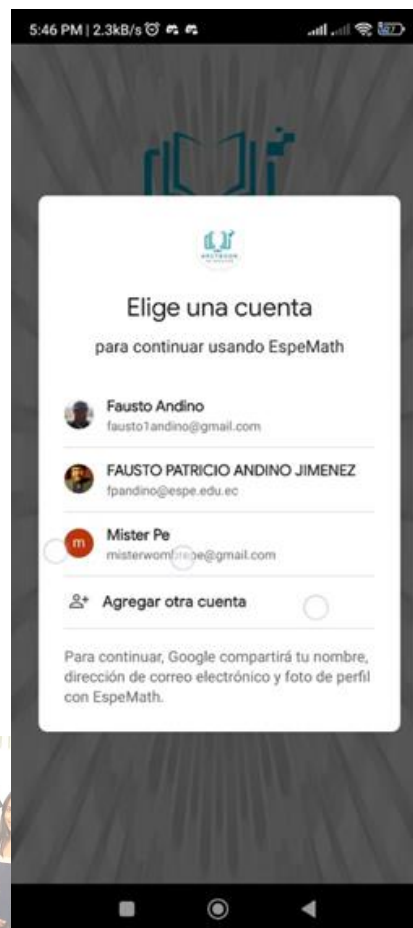 5:46 PM | 2.3kB/s
Elige una cuenta
para continuar usando EspeMath
Fausto Andino
fausto1andino@gmail.com
FAUSTO PATRICIO ANDINO JIMENEZ
fpandino@espe.edu.ec
m
Mister Pe
Agregar otra cuenta
Para continuar, Google compartirá tu nombre,
dirección de correo electrónico y foto de perfil
con EspeMath.